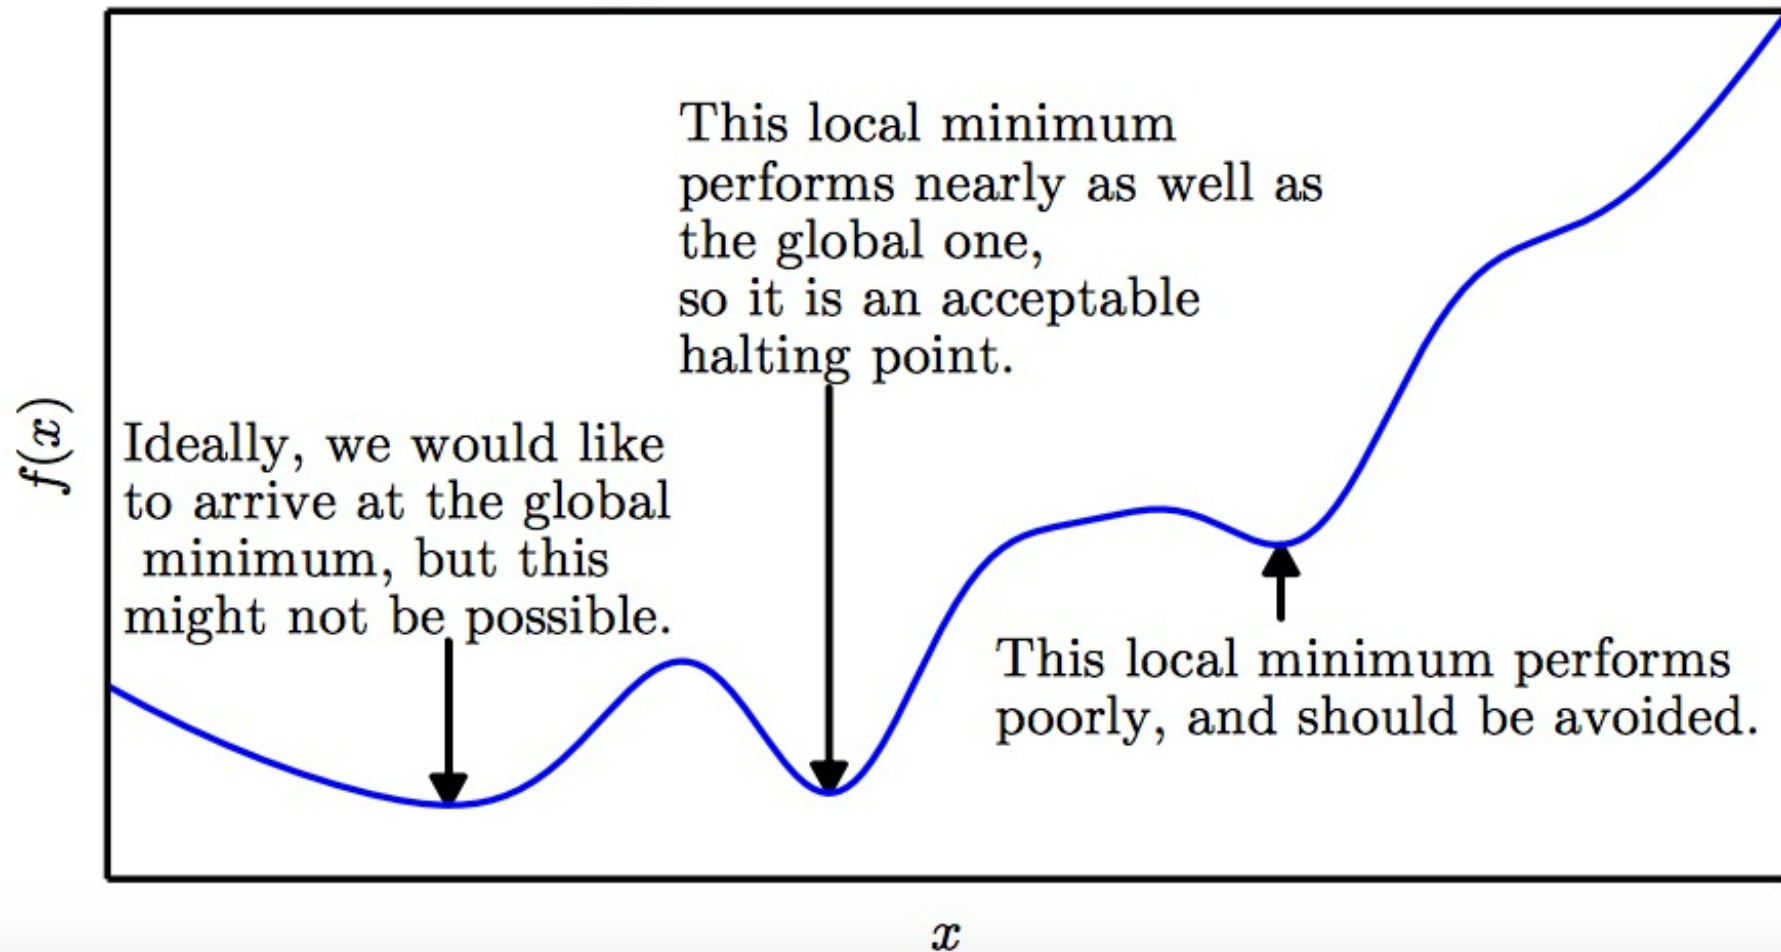 This local minimum
performs nearly as well as
the global one,
so it is an acceptable
halting point.
Ideally, we would like
to arrive at the global
minimum, but this
might not be possible.
This local minimum performs
poorly, and should be avoided.
f(x)
x